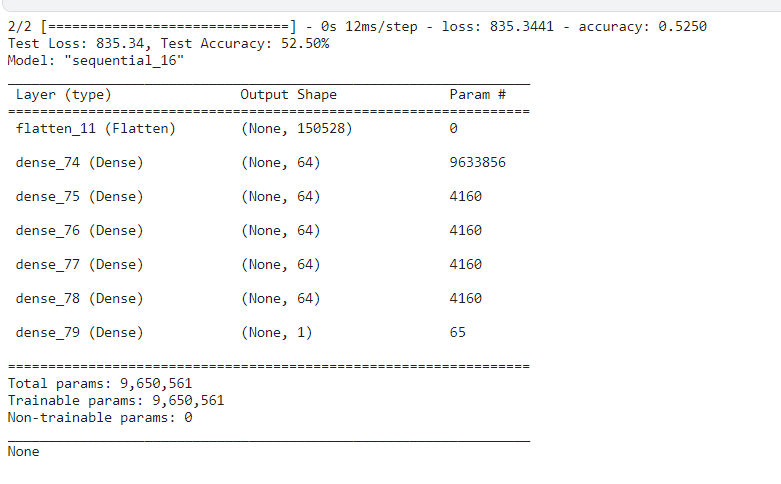 2/2 [==============================] - 0s 12ms/step - loss: 835.3441 - accuracy: 0.5250
Test Loss: 835.34, Test Accuracy: 52.50%
Model: "sequential_16"
_________________________________________________________________
Layer (type) Output Shape Param #
=================================================================
flatten_11 (Flatten) (None, 150528) 0
dense_74 (Dense) (None, 64) 9633856
dense_75 (Dense) (None, 64) 4160
dense_76 (Dense) (None, 64) 4160
dense_77 (Dense) (None, 64) 4160
dense_78 (Dense) (None, 64) 4160
dense_79 (Dense) (None, 1) 65
=================================================================
Total params: 9,650,561
Trainable params: 9,650,561
Non-trainable params: 0
_________________________________________________________________
None